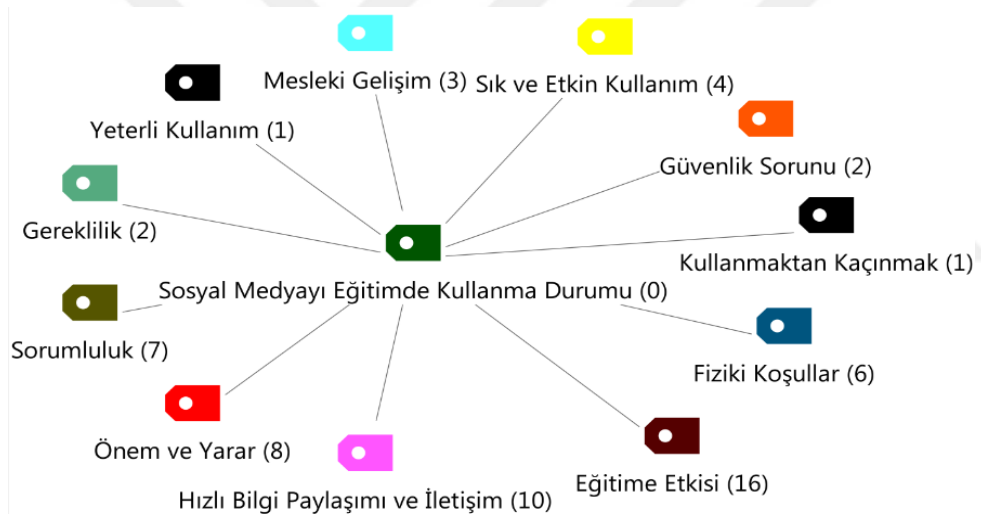 Mesleki Gelişim (3)
Sık ve Etkin Kullanım (4)
Yeterli Kullanım (1)
Güvenlik Sorunu (2)
Gereklilik (2)
Kullanmaktan Kaçınmak (1)
Sosyal Medyayı Eğitimde Kullanma Durumu (0)
Sorumluluk (7)
Fiziki Koşullar (6)
Önem ve Yarar (8)
Eğitime Etkisi (16)
Hızlı Bilgi Paylaşımı ve İletişim (10)